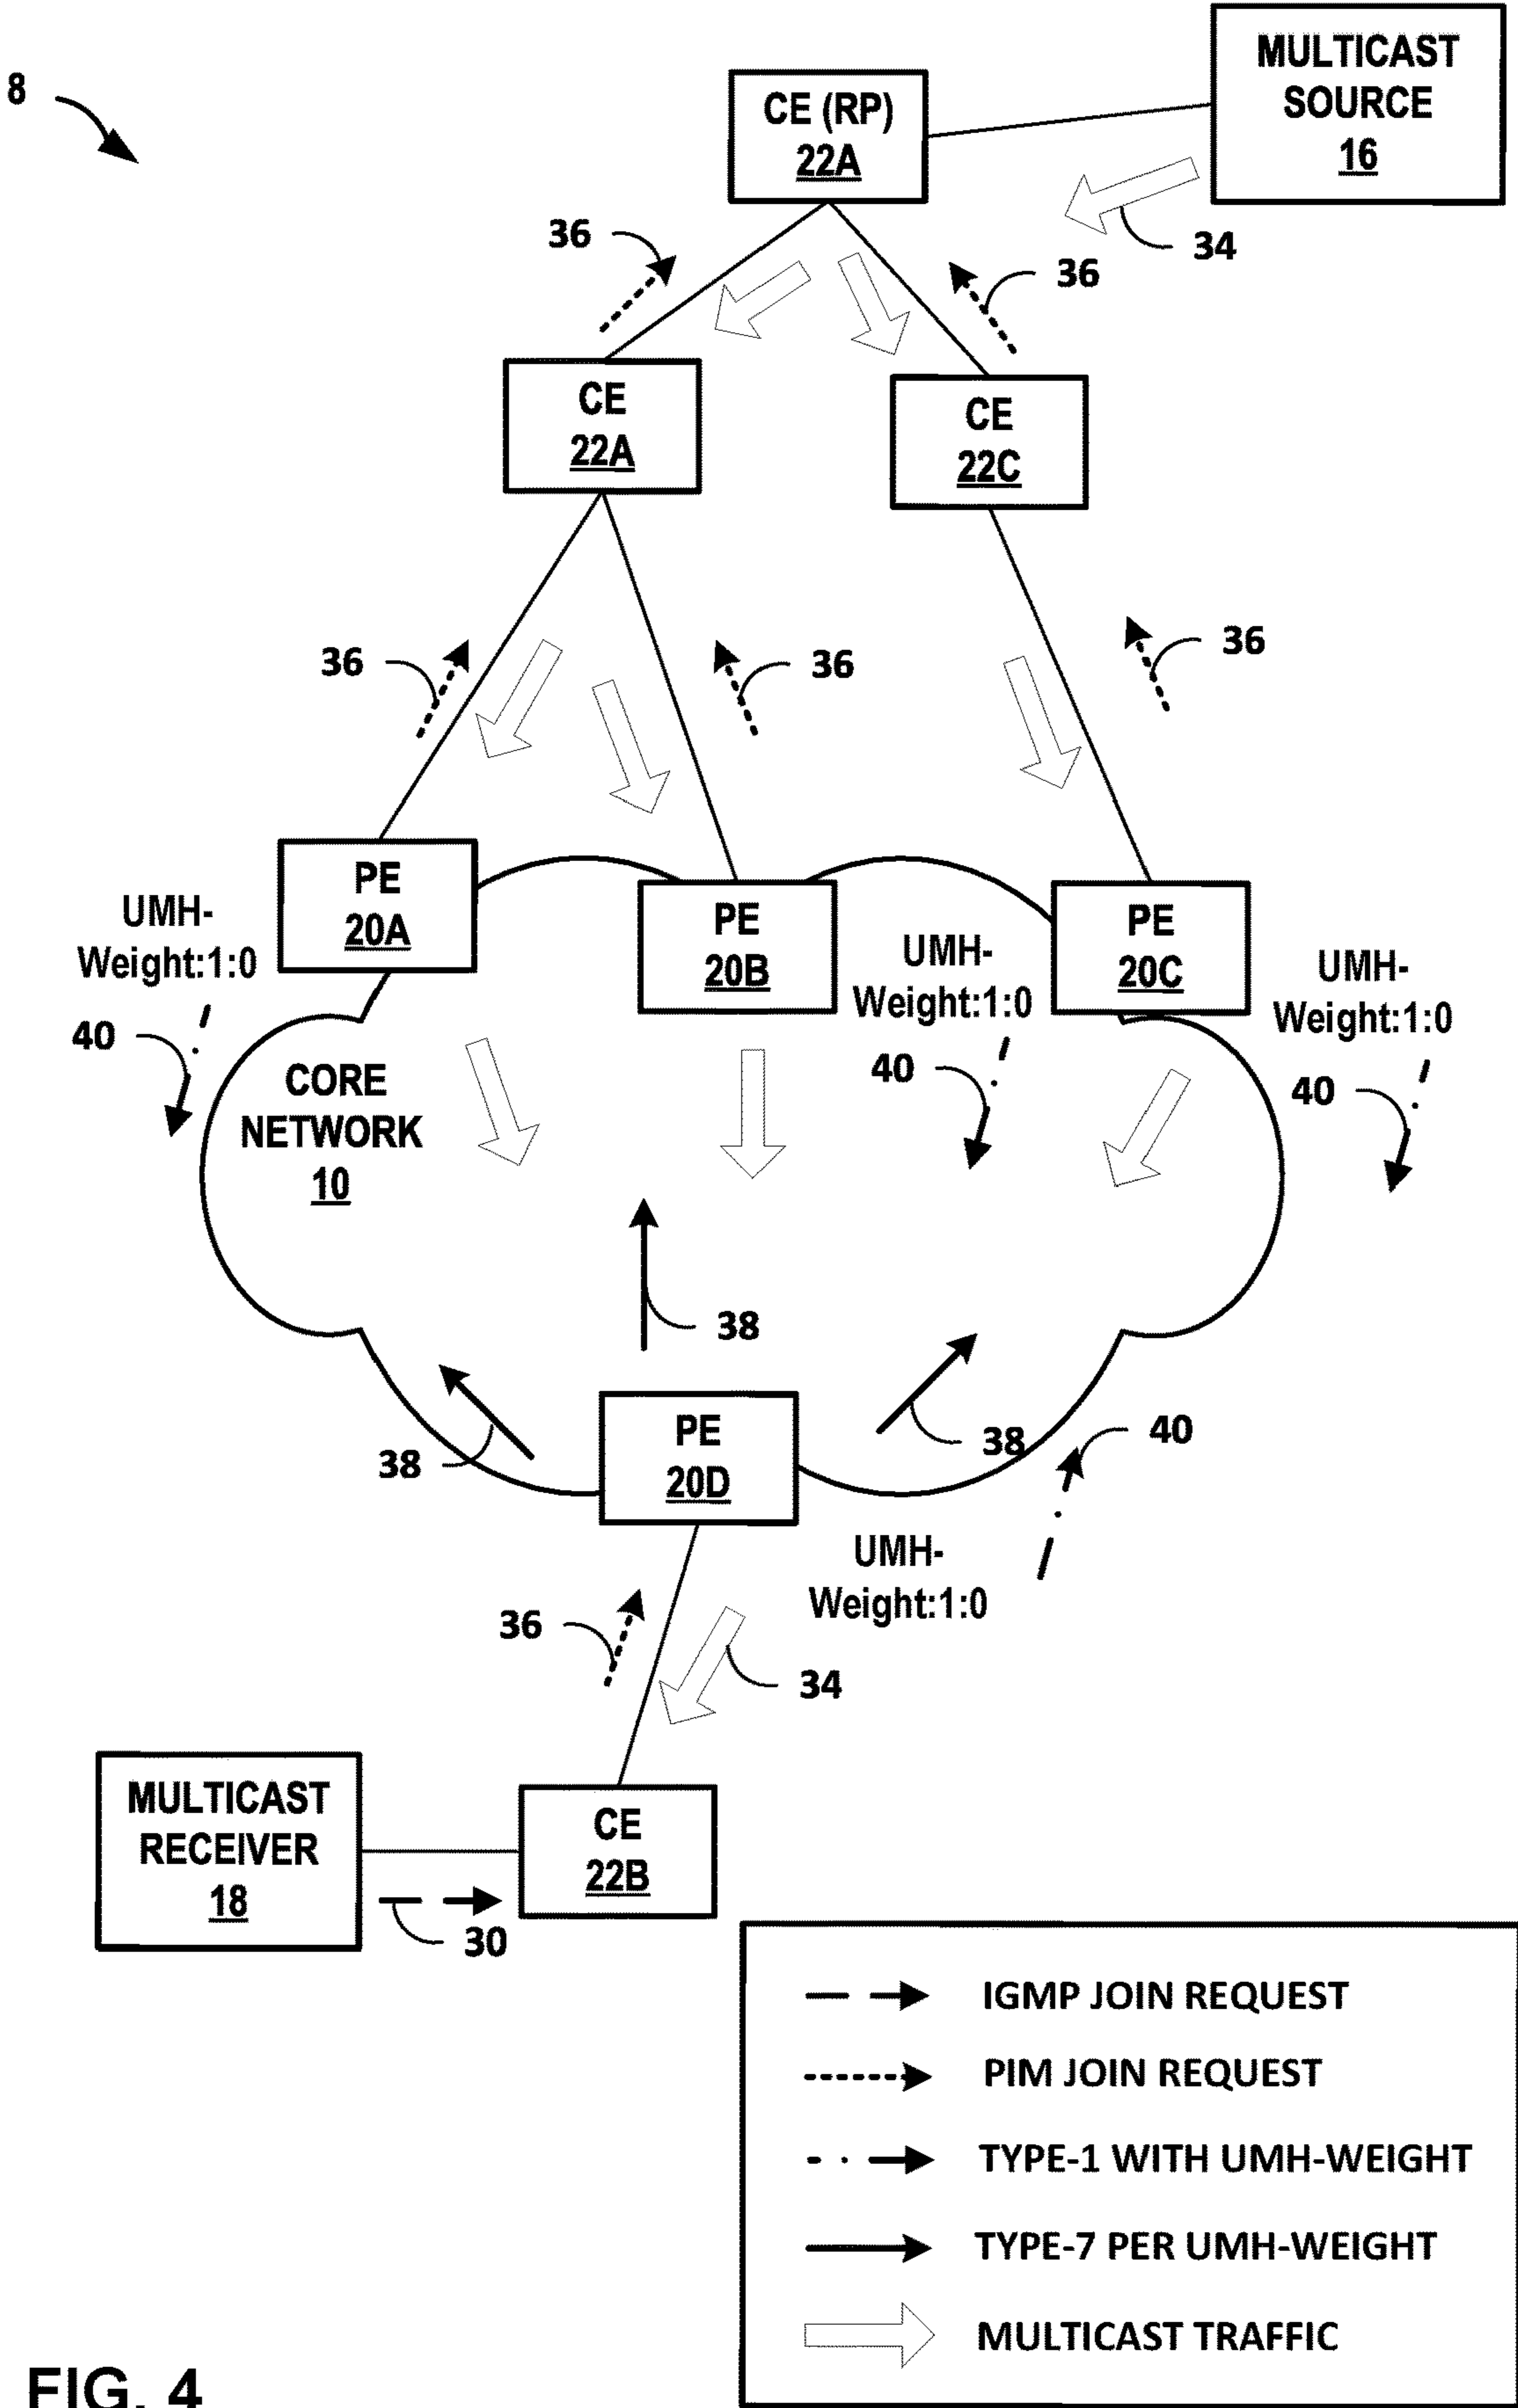 8
MULTICAST
SOURCE
16
CE (RP)
22A
34
36
36
CE
22A
CE
22C
36
36
36
PE
20A
PE
20B
PE
20C
UMH-
Weight:1:0
UMH-
Weight:1:0
UMH-
Weight:1:0
40
40
40
CORE
NETWORK
10
38
38
38
40
PE
20D
UMH-
Weight:1:0
36
34
MULTICAST
RECEIVER
18
CE
22B
30
IGMP JOIN REQUEST
PIM JOIN REQUEST
TYPE-1 WITH UMH-WEIGHT
TYPE-7 PER UMH-WEIGHT
MULTICAST TRAFFIC
FIG. 4